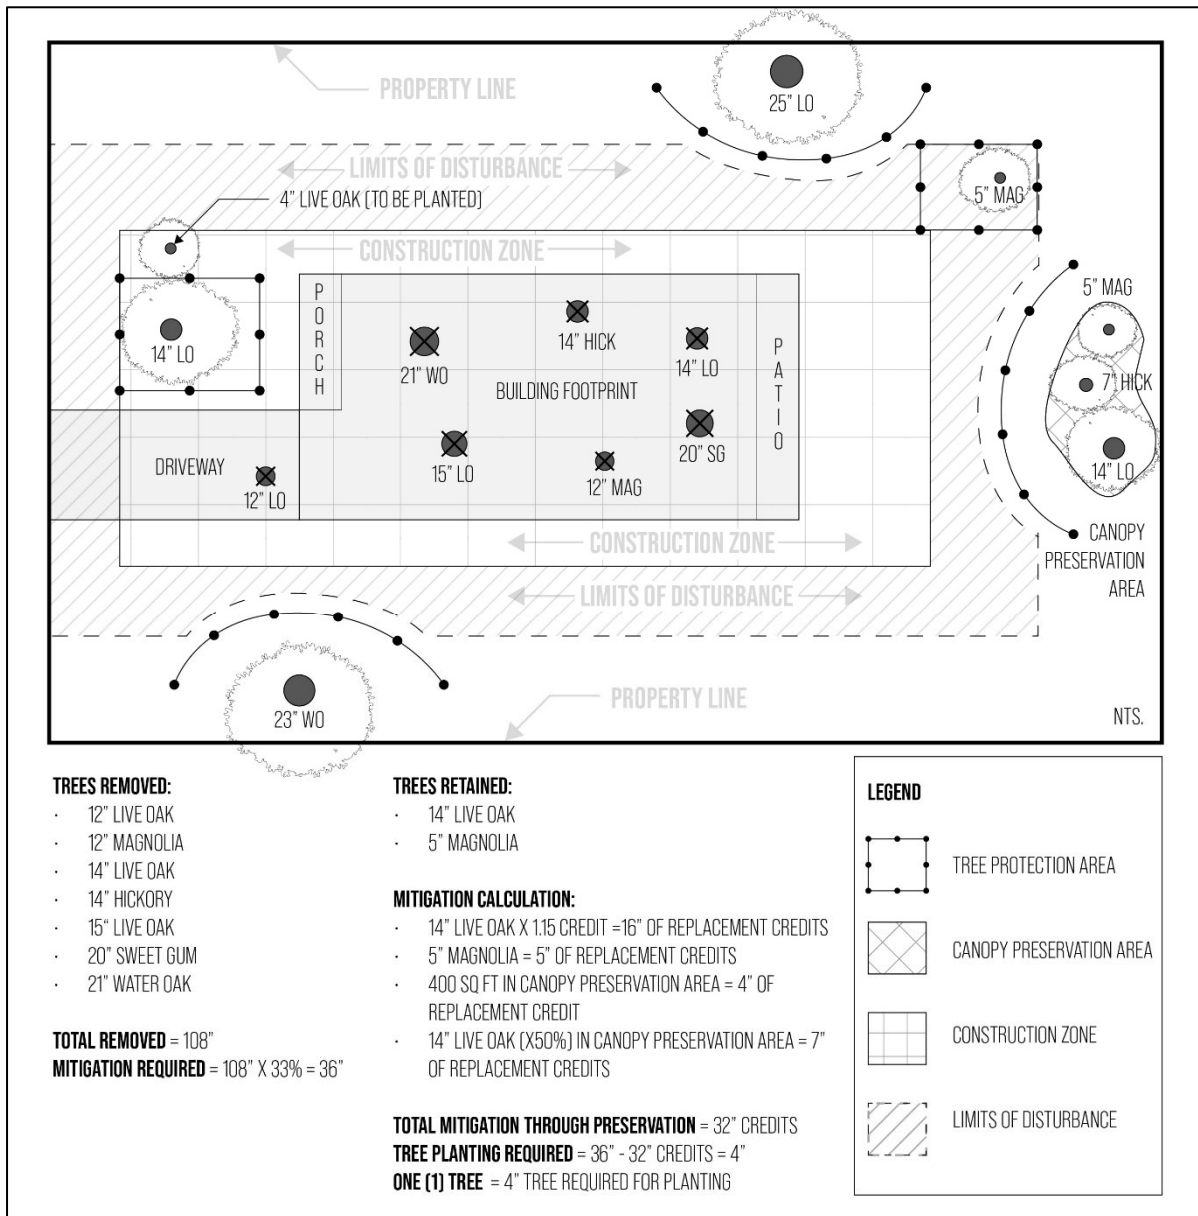 PROPERTY LINE
25" LO
LIMITS OF DISTURBANCE
4" LIVE OAK (TO BE PLANTED)
5" MAG
CONSTRUCTION ZONE
PORCH
14" LO
21" WO
14" HICK
14" LO
PATIO
5" MAG
7" HICK
BUILDING FOOTPRINT
DRIVEWAY
12" LO
15" LO
12" MAG
20" SG
14" LO
CONSTRUCTION ZONE
CANOPY
PRESERVATION
AREA
LIMITS OF DISTURBANCE
23" WO
PROPERTY LINE
NTS.
TREES REMOVED:
· 12" LIVE OAK
· 12" MAGNOLIA
· 14" LIVE OAK
· 14" HICKORY
· 15" LIVE OAK
· 20" SWEET GUM
· 21" WATER OAK
TOTAL REMOVED = 108"
MITIGATION REQUIRED = 108" X 33% = 36"
TREES RETAINED:
· 14" LIVE OAK
· 5" MAGNOLIA
MITIGATION CALCULATION:
· 14" LIVE OAK X 1.15 CREDIT =16" OF REPLACEMENT CREDITS
· 5" MAGNOLIA = 5" OF REPLACEMENT CREDITS
· 400 SQ FT IN CANOPY PRESERVATION AREA = 4" OF
REPLACEMENT CREDIT
· 14" LIVE OAK (X50%) IN CANOPY PRESERVATION AREA = 7"
OF REPLACEMENT CREDITS
TOTAL MITIGATION THROUGH PRESERVATION = 32" CREDITS
TREE PLANTING REQUIRED = 36" - 32" CREDITS = 4"
ONE (1) TREE = 4" TREE REQUIRED FOR PLANTING
LEGEND
TREE PROTECTION AREA
CANOPY PRESERVATION AREA
CONSTRUCTION ZONE
LIMITS OF DISTURBANCE